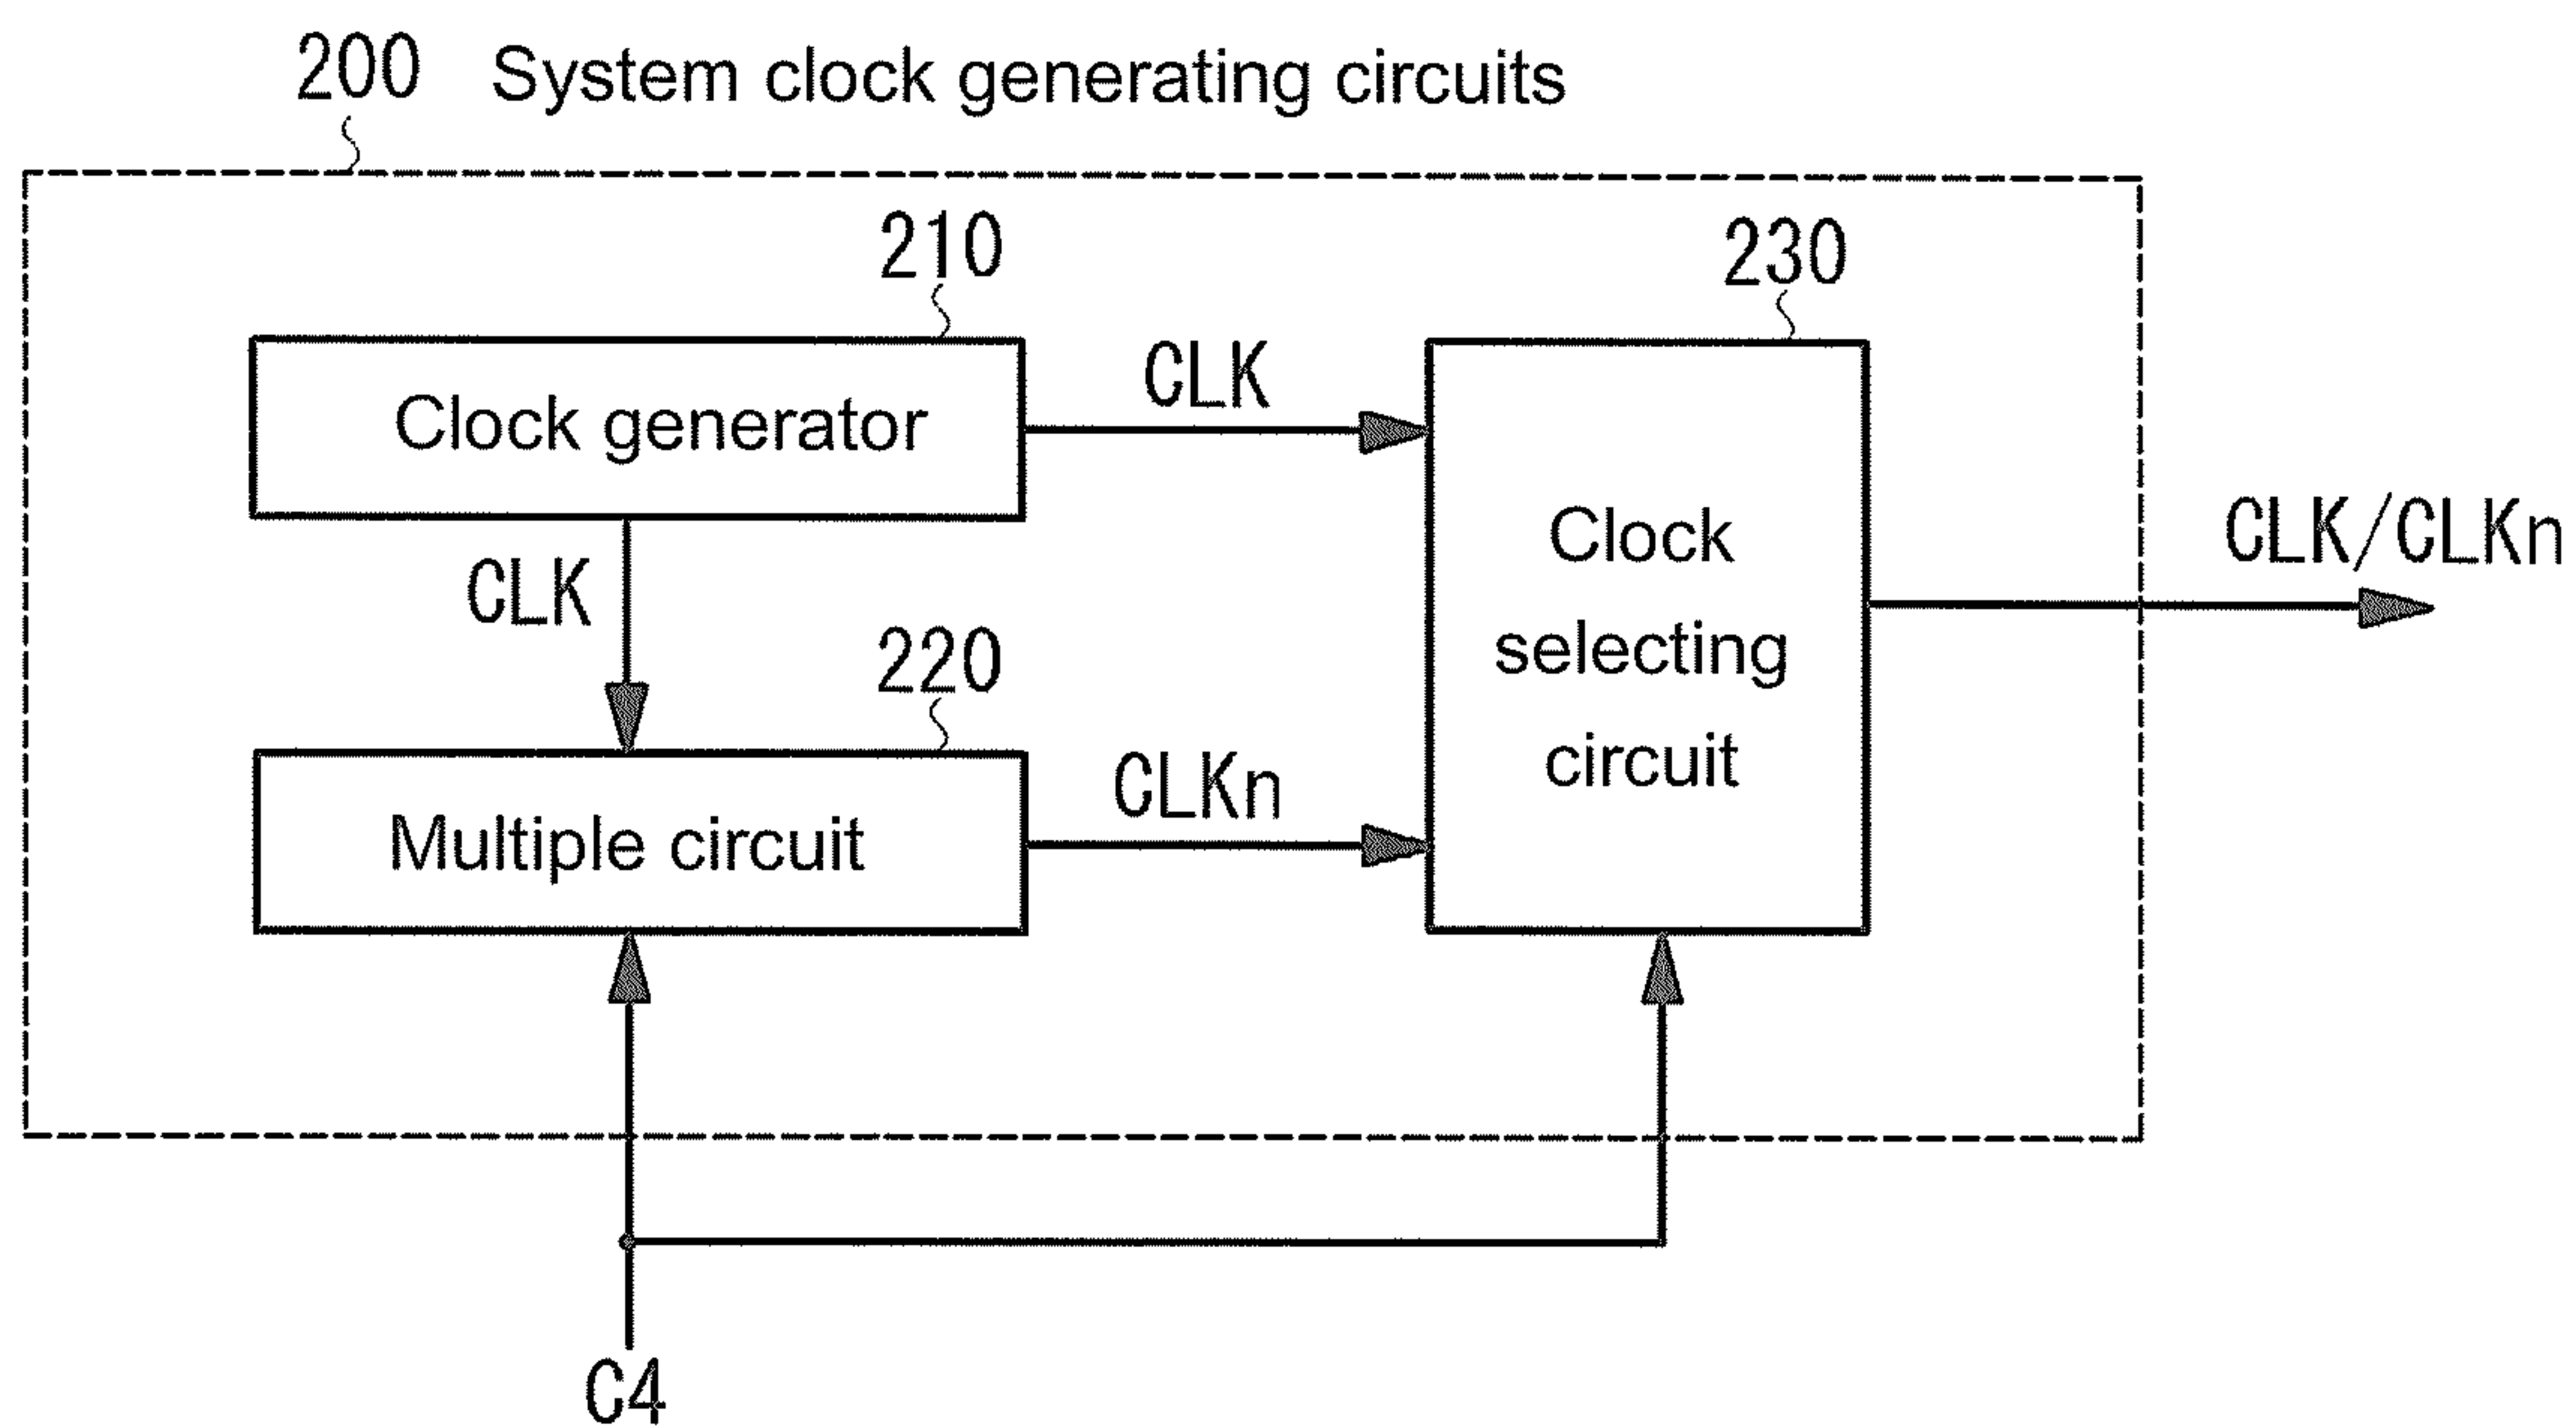 200 System clock generating circuits
210
230
Clock generator
CLK
Clock
selecting
circuit
CLK/CLKn
CLK
220
Multiple circuit
CLKn
C4